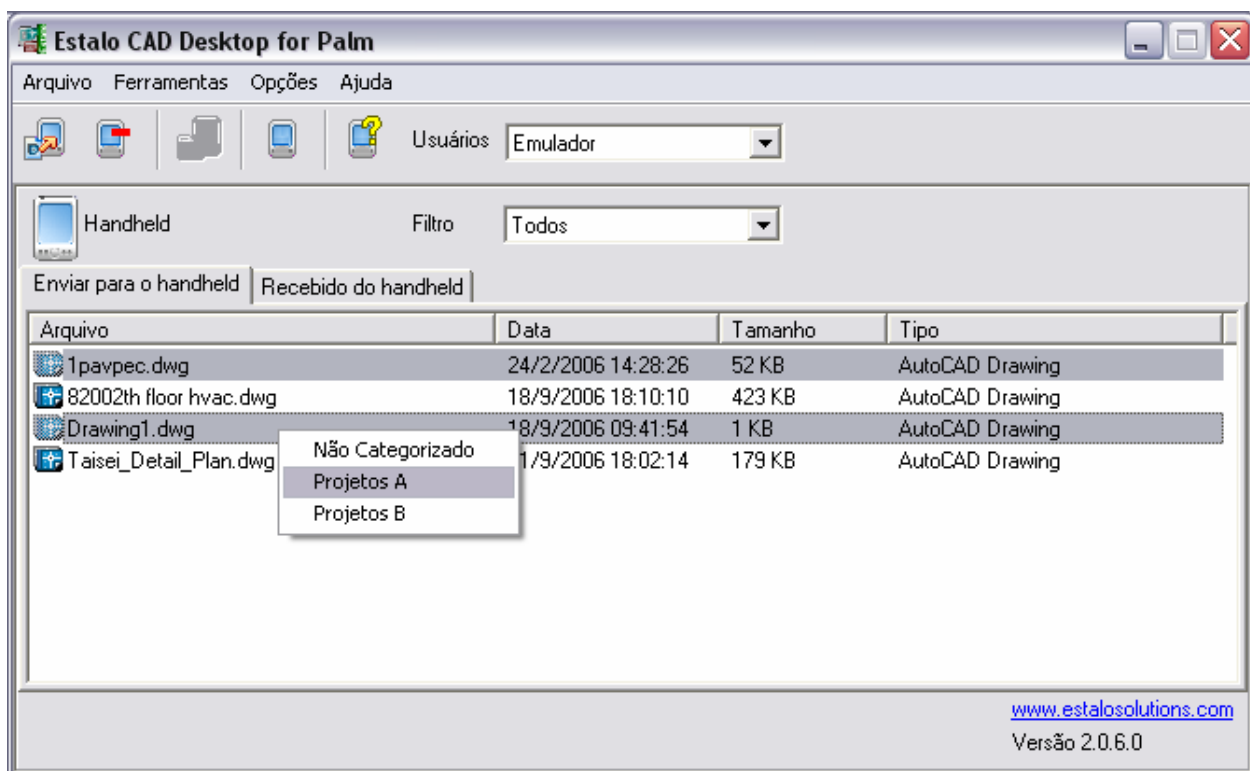 Estalo CAD Desktop for Palm
Arquivo Ferramentas Opções Ajuda
Usuários Emulador
Handheld Filtro Todos
Enviar para o handheld Recebido do handheld
Arquivo Data Tamanho Tipo
1pavpec.dwg 24/2/2006 14:28:26 52 KB AutoCAD Drawing
82002th floor hvac.dwg 18/9/2006 18:10:10 423 KB AutoCAD Drawing
Drawing1.dwg 18/9/2006 09:41:54 1 KB AutoCAD Drawing
Não Categorizado
Taisei_Detail_Plan.dwg 1/9/2006 18:02:14 179 KB AutoCAD Drawing
Projetos A
Projetos B
www.estalosolutions.com
Versão 2.0.6.0